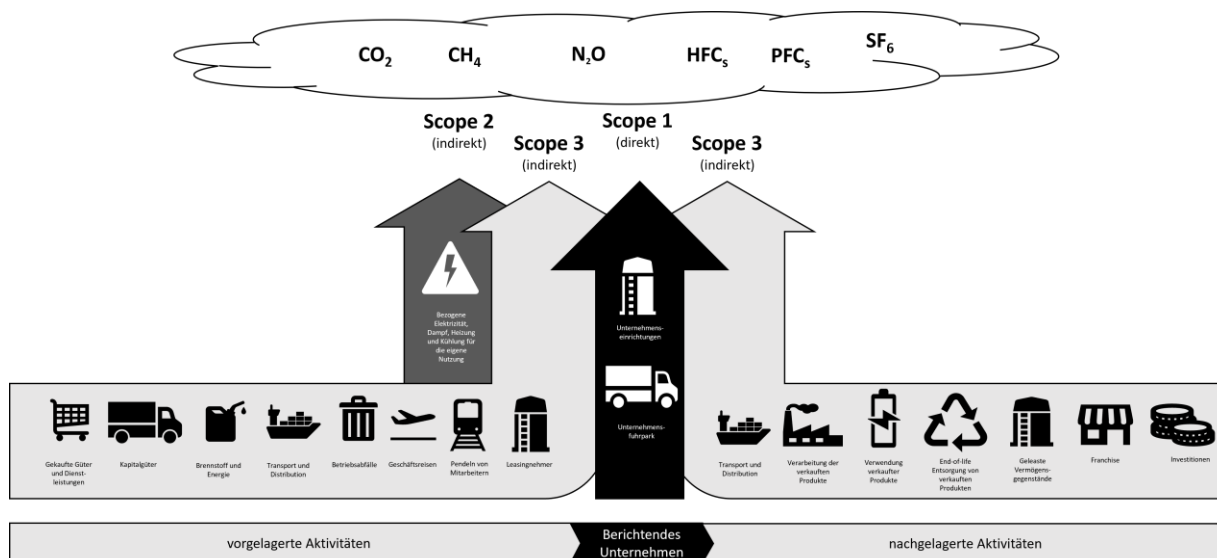 CO₂ CH₄ N₂O HFCₛ PFCₛ SF₆
Scope 2
(indirekt)
Scope 3
(indirekt)
Scope 1
(direkt)
Scope 3
(indirekt)
Bezogene
Elektrizität,
Dampf, Heizung
und Kühlung für
die eigene
Nutzung
Unternehmens-
einrichtungen
Unternehmens-
fuhrpark
Gekaufte Güter
und Dienst-
leistungen
Kapitalgüter
Brennstoff und
Energie
Transport und
Distribution
Betriebsabfälle
Geschäftsreisen
Pendeln von
Mitarbeitern
Leasingnehmer
Transport und
Distribution
Verarbeitung der
verkauften
Produkte
Verwendung
verkaufter
Produkte
End-of-life
Entsorgung von
verkauften
Produkten
Geleaste
Vermögens-
gegenstände
Franchise
Investitionen
vorgelagerte Aktivitäten
Berichtendes
Unternehmen
nachgelagerte Aktivitäten